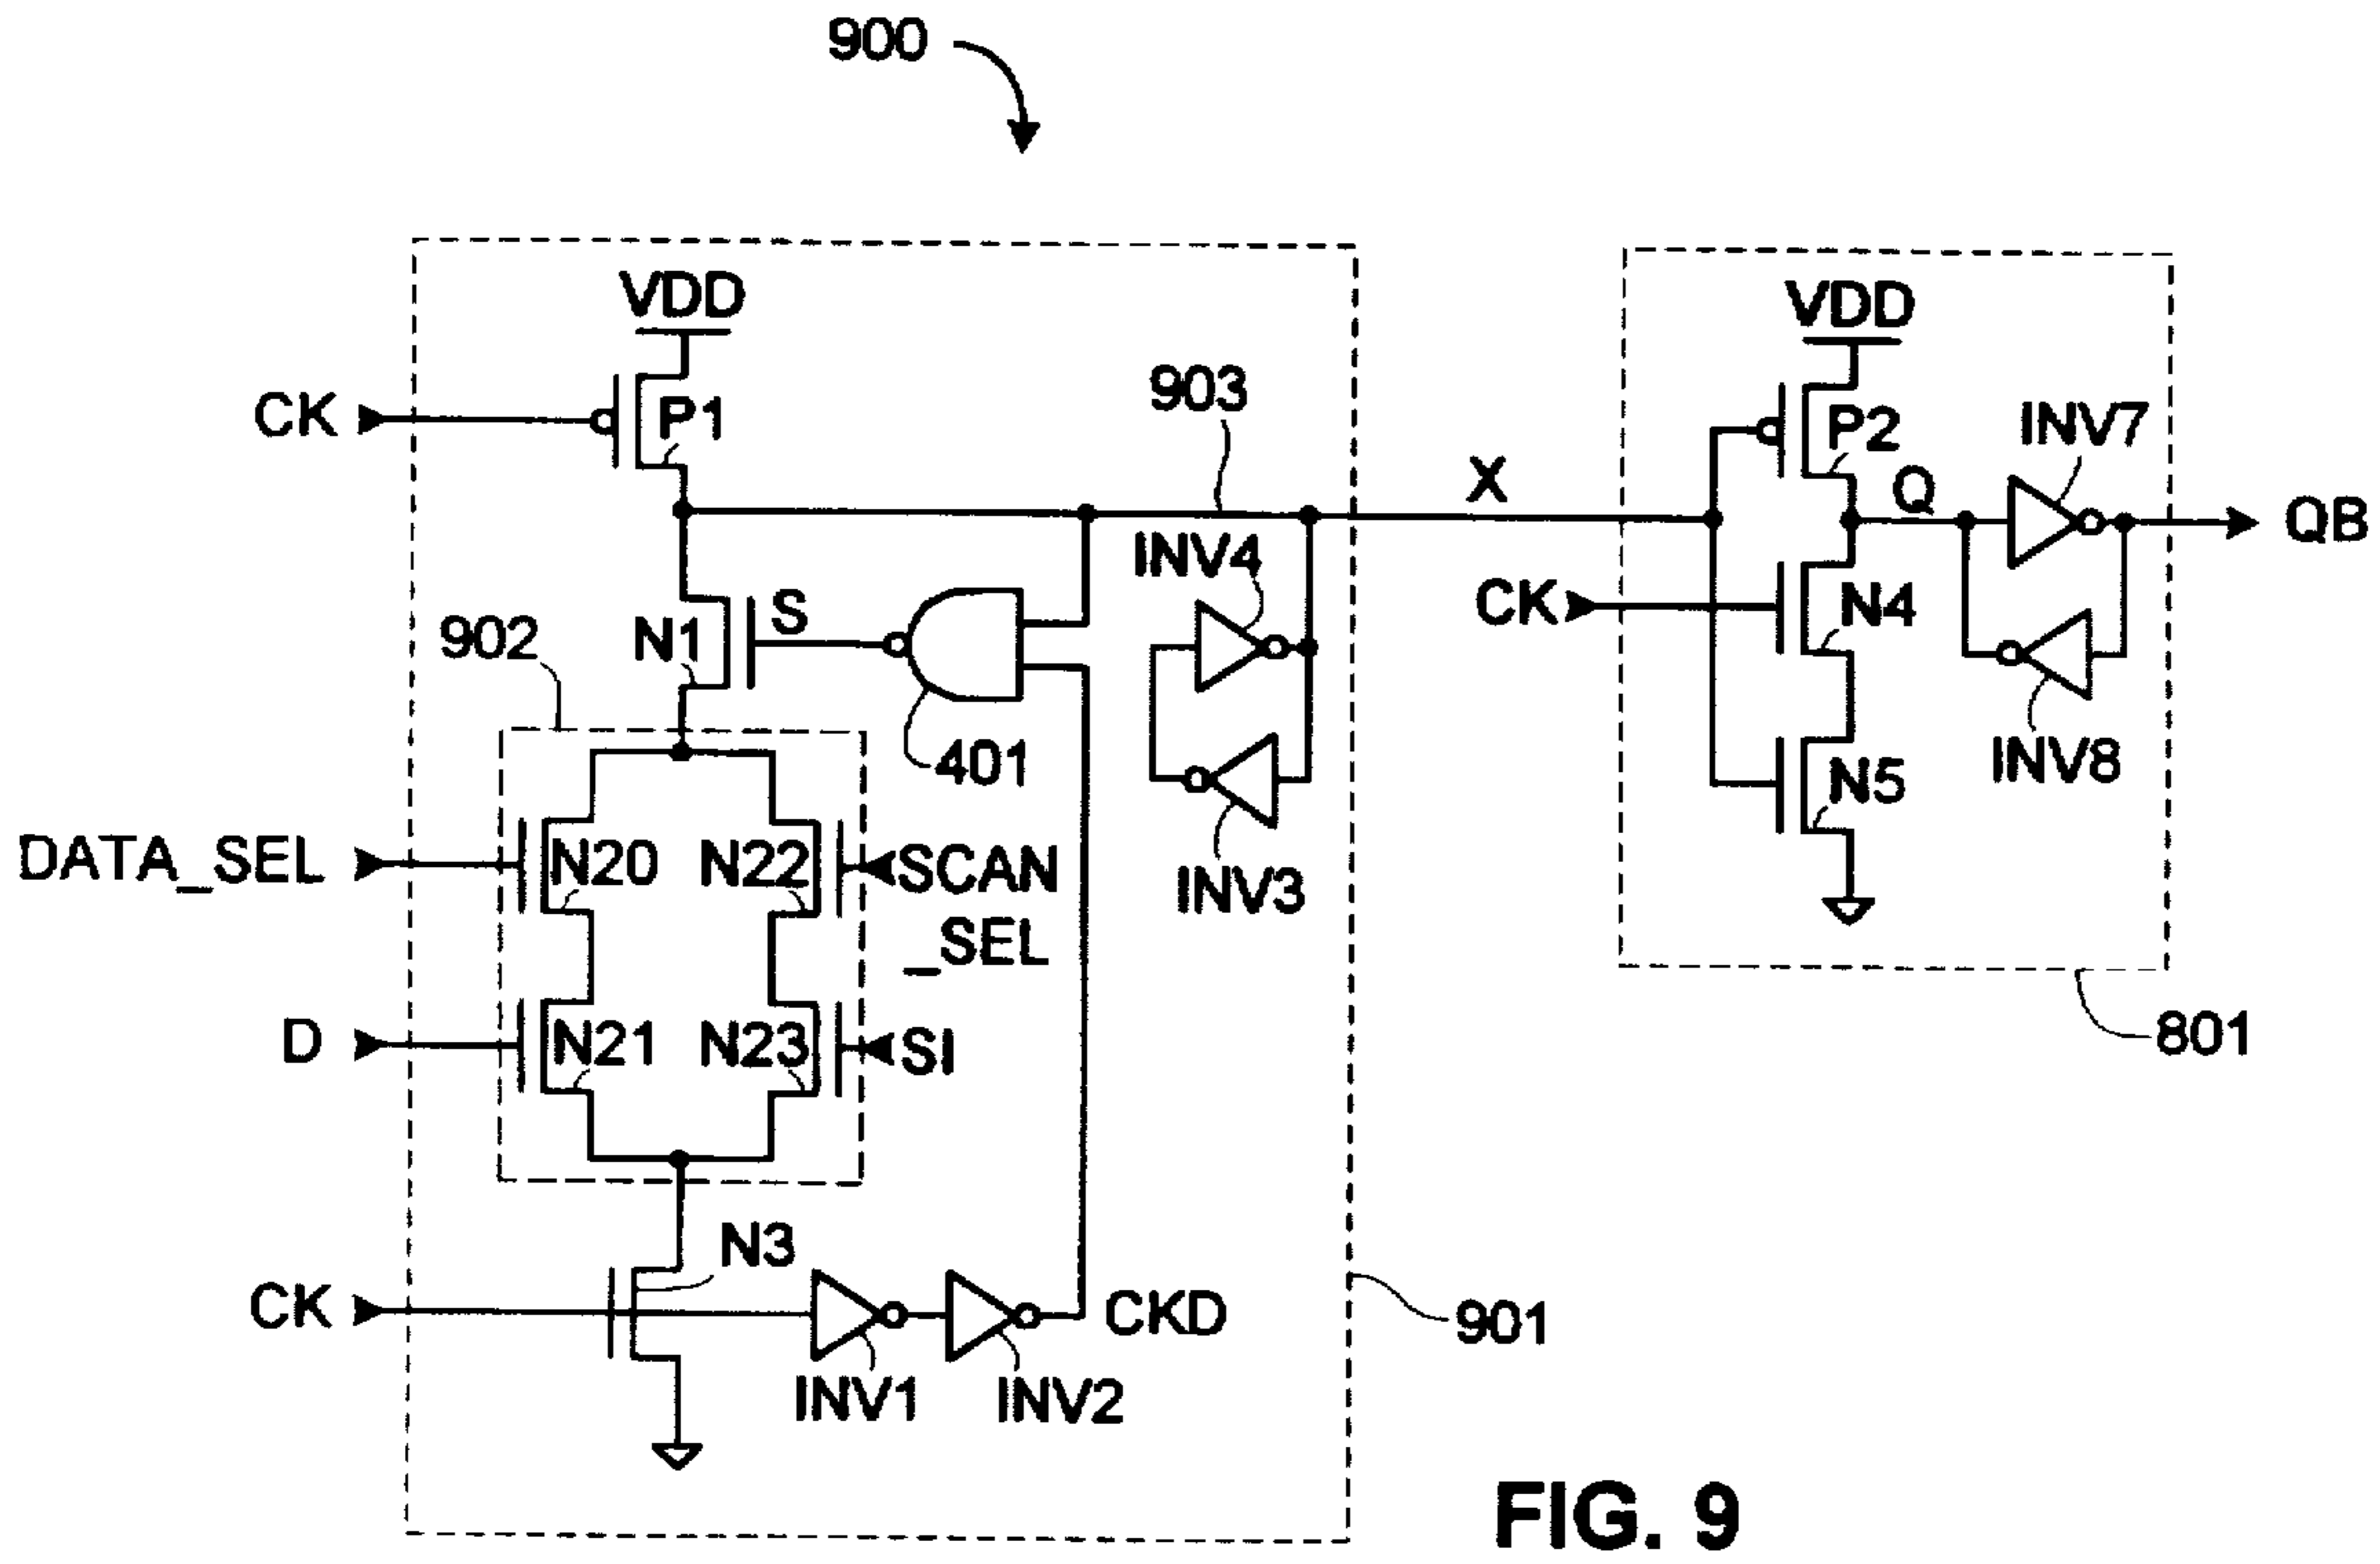 900
VDD
VDD
CK
P1
903
P2
INV7
X
Q
QB
INV4
CK
N4
902
N1
S
401
INV3
N5
INV8
DATA_SEL
N20
N22
SCAN
_SEL
D
N21
N23
SI
801
N3
CK
CKD
901
INV1
INV2
FIG. 9